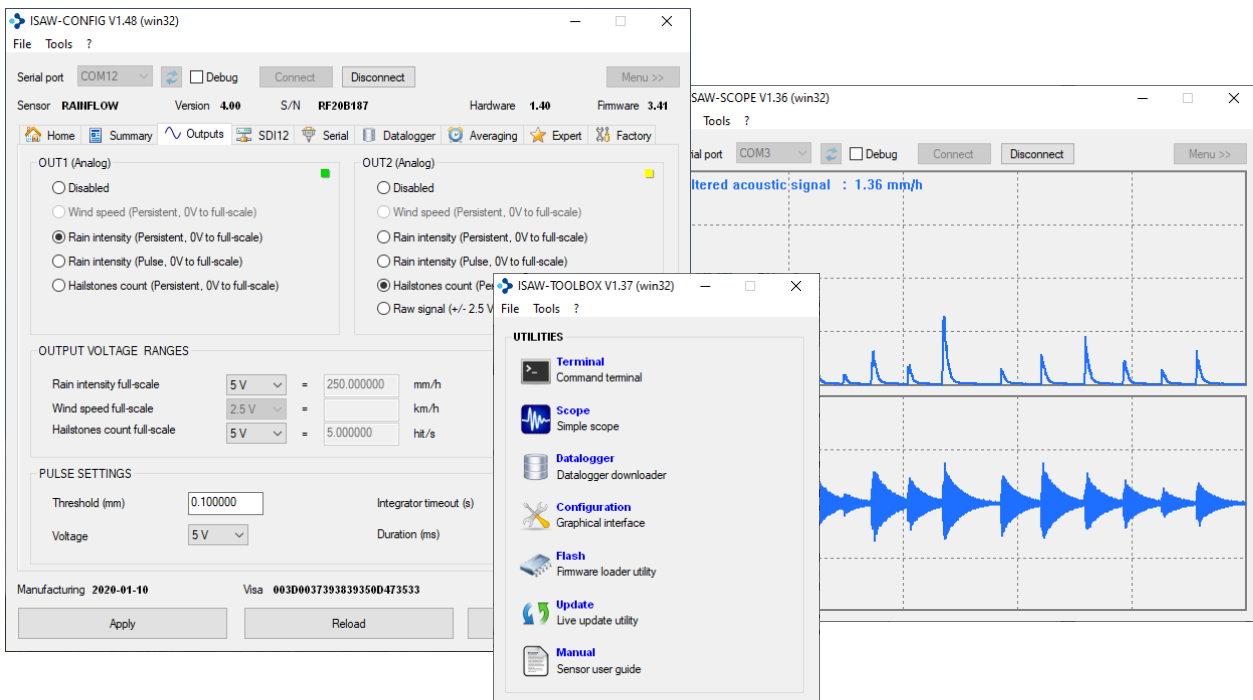 ISAW-CONFIG V1.48 (win32)
File Tools ?
Serial port COM12 Debug Connect Disconnect Menu >>
Sensor RAINFLOW Version 4.00 S/N RF20B187 Hardware 1.40 Firmware 3.41
Home Summary Outputs SDI12 Serial Datalogger Averaging Expert Factory
OUT1 (Analog)
Disabled
Wind speed (Persistent, 0V to full-scale)
Rain intensity (Persistent, 0V to full-scale)
Rain intensity (Pulse, 0V to full-scale)
Hailstones count (Persistent, 0V to full-scale)
OUT2 (Analog)
Disabled
Wind speed (Persistent, 0V to full-scale)
Rain intensity (Persistent, 0V to full-scale)
Rain intensity (Pulse, 0V to full-scale)
Hailstones count (Pe
Raw signal (+/- 2.5 V
OUTPUT VOLTAGE RANGES
Rain intensity full-scale 5 V = 250.000000 mm/h
Wind speed full-scale 2.5 V = km/h
Hailstones count full-scale 5 V = 5.000000 hit/s
PULSE SETTINGS
Threshold (mm) 0.100000 Integrator timeout (s)
Voltage 5 V Duration (ms)
Manufacturing 2020-01-10 Visa 003D0037393839350D473533
Apply Reload
ISAW-TOOLBOX V1.37 (win32)
File Tools ?
UTILITIES
Terminal
Command terminal
Scope
Simple scope
Datalogger
Datalogger downloader
Configuration
Graphical interface
Flash
Firmware loader utility
Update
Live update utility
Manual
Sensor user guide
SAW-SCOPE V1.36 (win32)
Tools ?
ial port COM3 Debug Connect Disconnect Menu >>
ltered acoustic signal : 1.36 mm/h